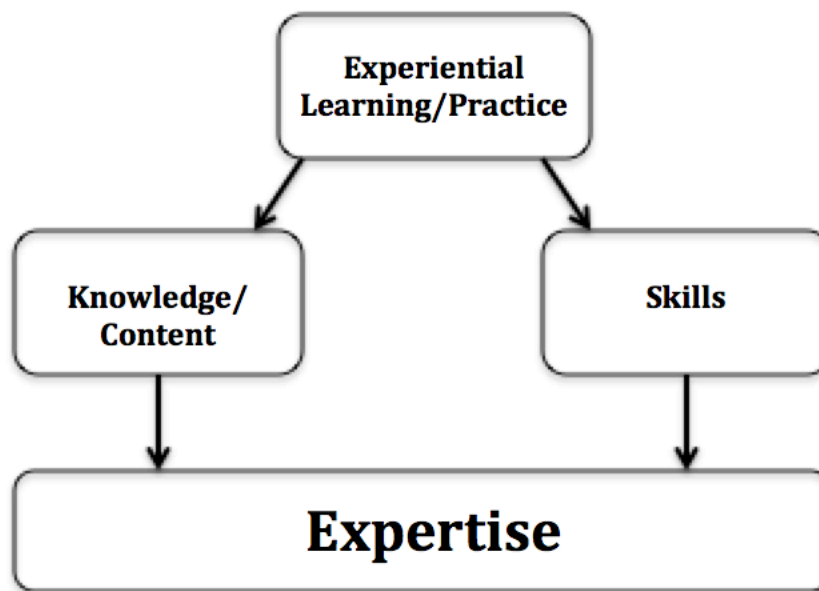 Experiential
Learning/Practice
Knowledge/
Content
Skills
Expertise